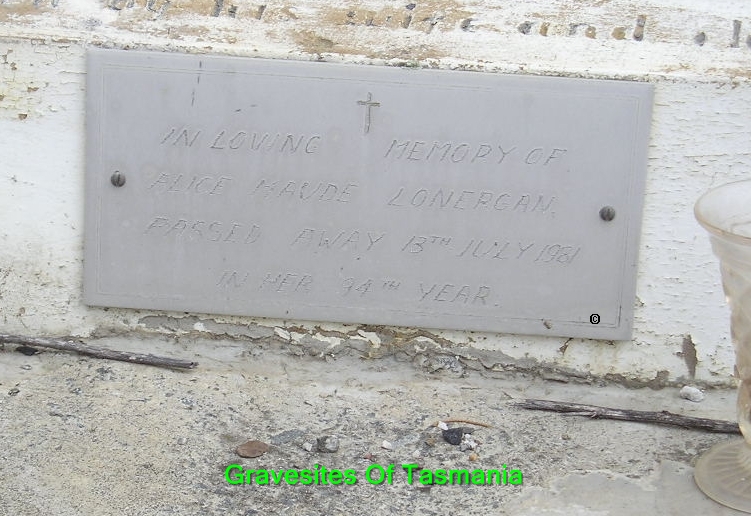 IN LOVING MEMORY OF
ALICE MAUDE LONERGAN.
PASSED AWAY 13TH JULY 1981
IN HER 94TH YEAR.
©
Gravesites Of Tasmania